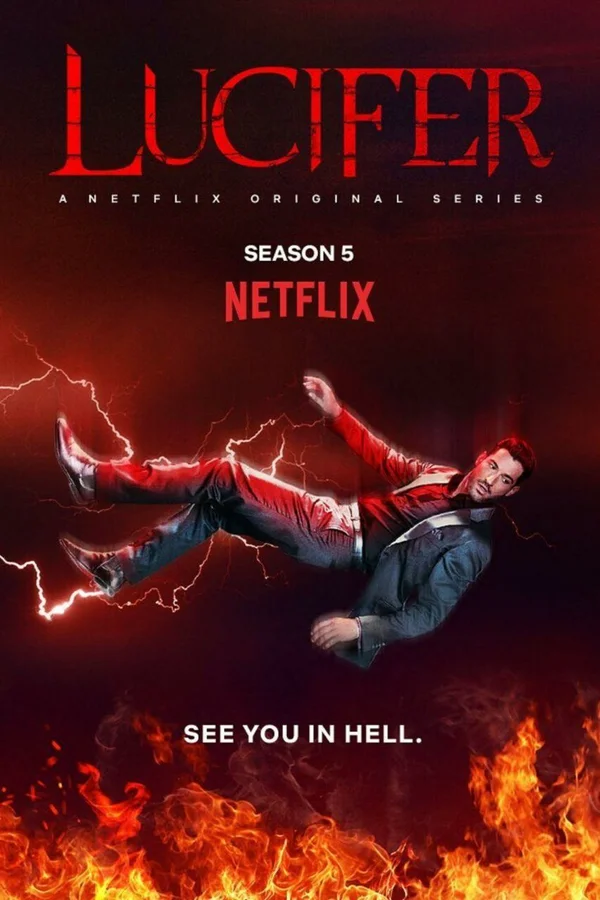 LUCIFER
A NETFLIX ORIGINAL SERIES
SEASON 5
NETFLIX
SEE YOU IN HELL.